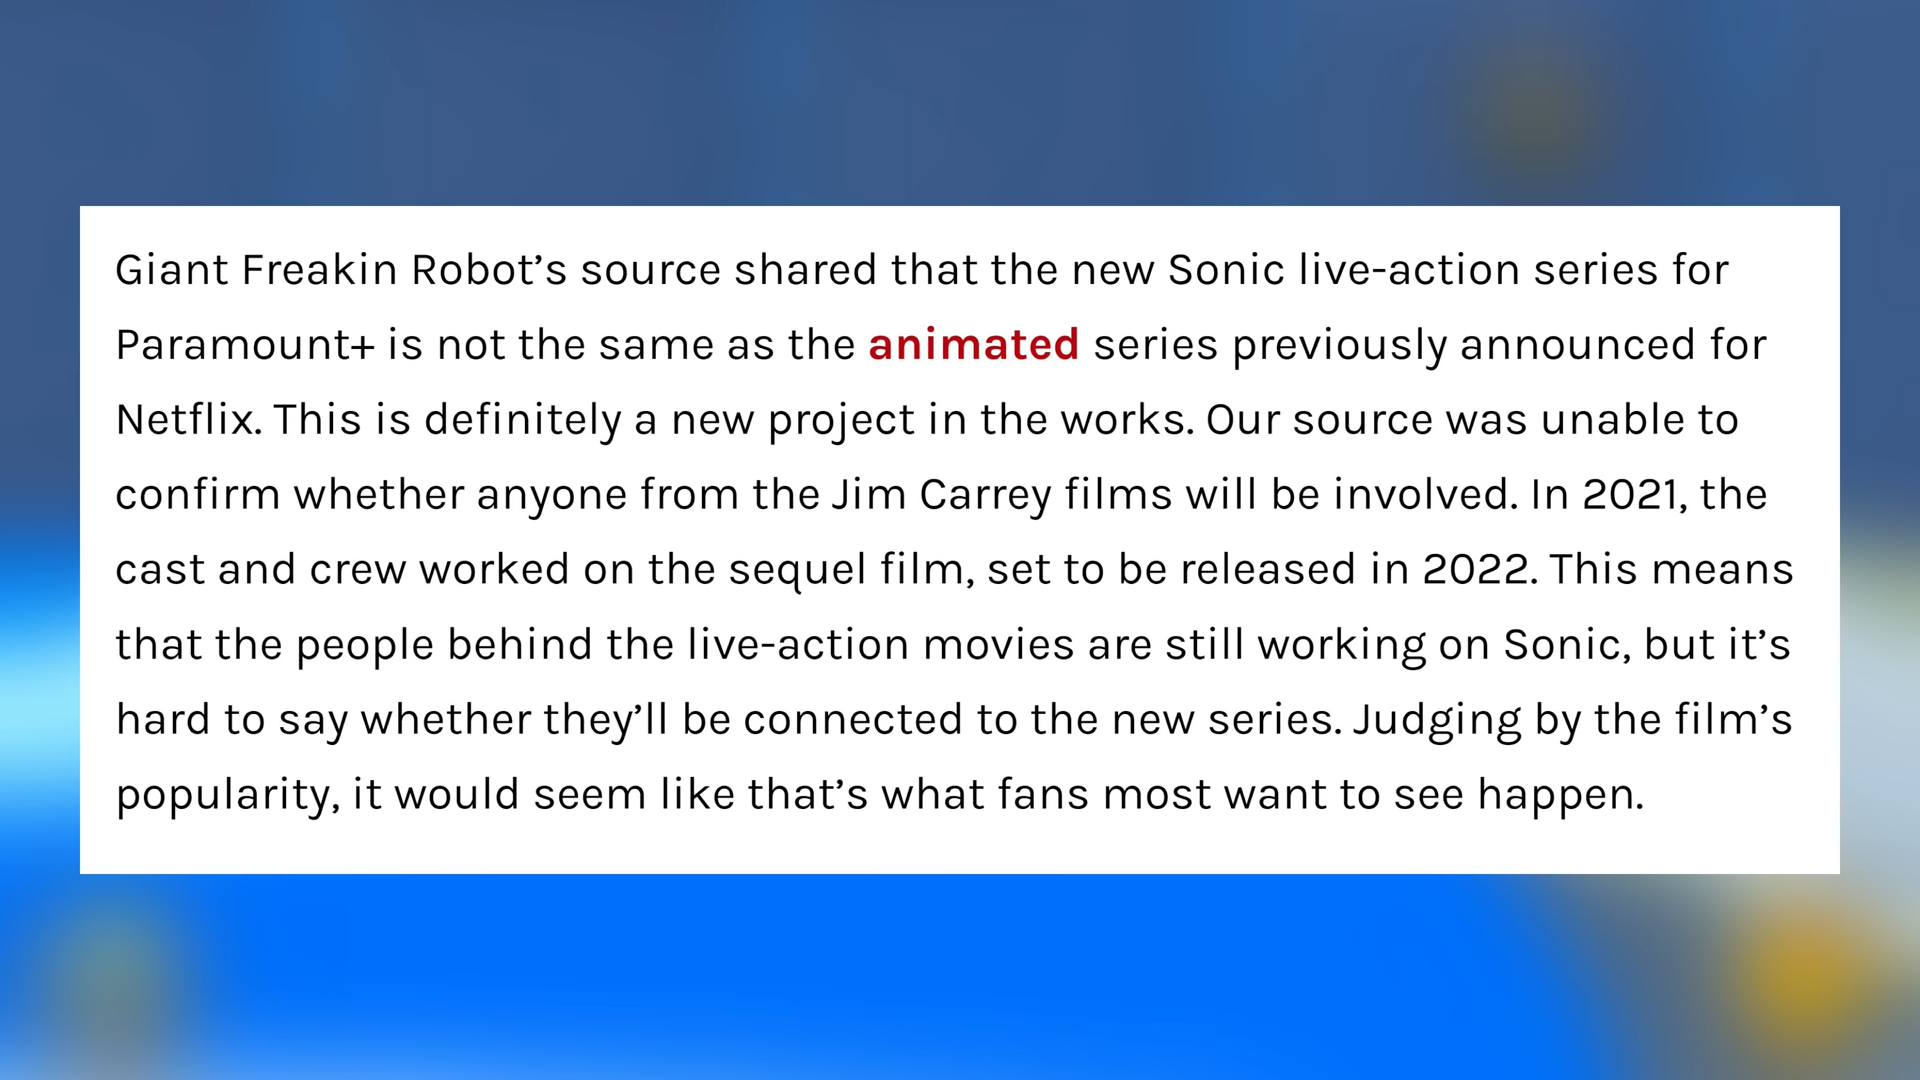 Giant Freakin Robot’s source shared that the new Sonic live-action series for
Paramount+ is not the same as the animated series previously announced for
Netflix. This is definitely a new project in the works. Our source was unable to
confirm whether anyone from the Jim Carrey films will be involved. In 2021, the
cast and crew worked on the sequel film, set to be released in 2022. This means
that the people behind the live-action movies are still working on Sonic, but it’s
hard to say whether they’ll be connected to the new series. Judging by the film’s
popularity, it would seem like that’s what fans most want to see happen.